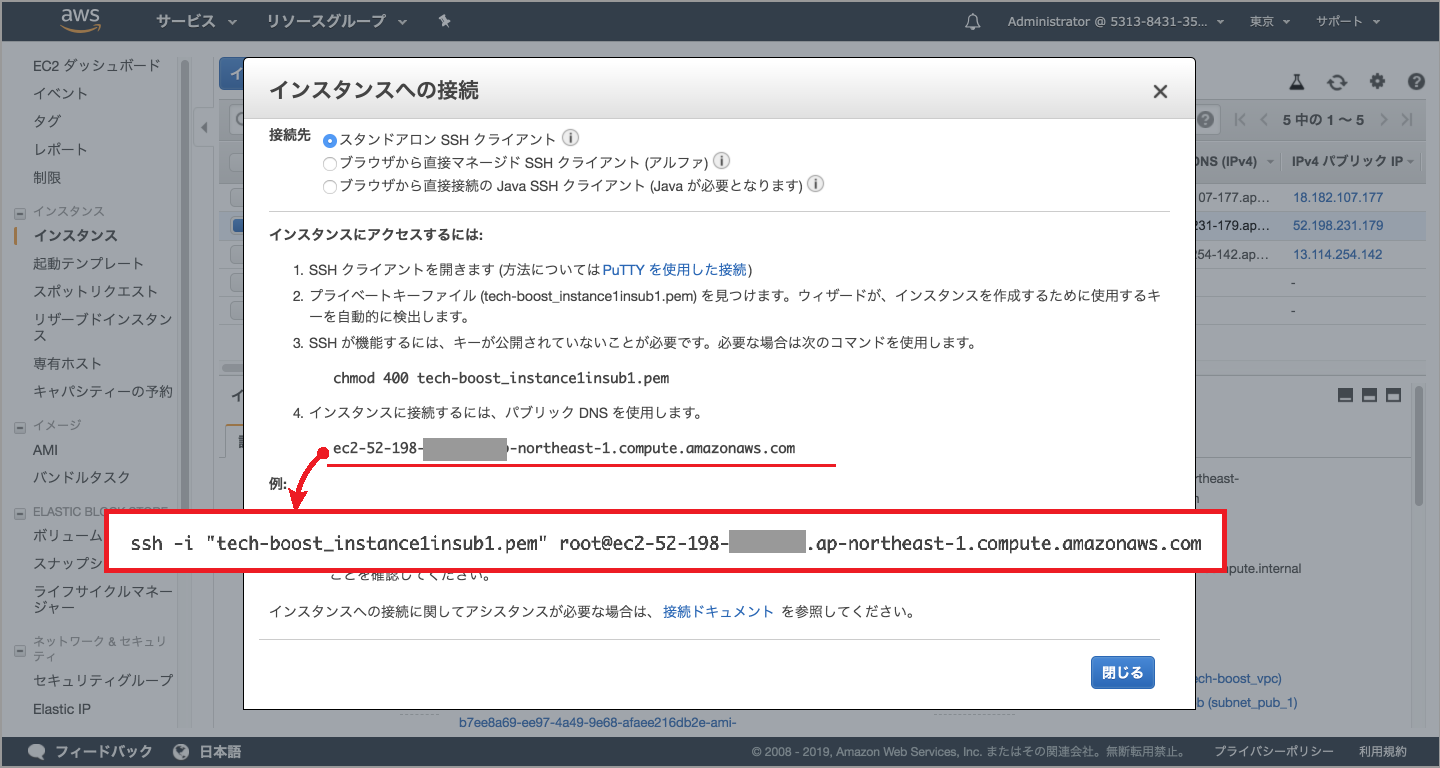 aws
サービス
リソースグループ
Administrator @ 5313-8431-35...
東京
サポート
EC2 ダッシュボード
イベント
タグ
レポート
制限
インスタンス
インスタンス
起動テンプレート
スポットリクエスト
リザーブドインスタン
ス
専有ホスト
キャパシティーの予約
イメージ
AMI
バンドルタスク
ELASTIC BLOCK STORE
ボリューム
スナップシ
ライフサイクルマネー
ジャー
ネットワーク & セキュリ
ティ
セキュリティグループ
Elastic IP
インスタンスへの接続
接続先
スタンドアロン SSH クライアント
ブラウザから直接マネージド SSH クライアント (アルファ)
ブラウザから直接接続の Java SSH クライアント (Java が必要となります)
インスタンスにアクセスするには:
1. SSH クライアントを開きます (方法についてはPuTTY を使用した接続)
2. プライベートキーファイル (tech-boost_instance1insub1.pem) を見つけます。ウィザードが、インスタンスを作成するために使用するキ
ーを自動的に検出します。
3. SSH が機能するには、キーが公開されていないことが必要です。必要な場合は次のコマンドを使用します。
chmod 400 tech-boost_instance1insub1.pem
4. インスタンスに接続するには、パブリック DNS を使用します。
ec2-52-198- -northeast-1.compute.amazonaws.com
例:
ssh -i "tech-boost_instance1insub1.pem" root@ec2-52-198- .ap-northeast-1.compute.amazonaws.com
ことを確認してください。
インスタンスへの接続に関してアシスタンスが必要な場合は、 接続ドキュメント を参照してください。
閉じる
5 中の 1 ～ 5
DNS (IPv4)
IPv4 パブリック IP
07-177.ap...
18.182.107.177
231-179.ap...
52.198.231.179
54-142.ap...
13.114.254.142
-
-
rtheast-
pute.internal
ech-boost_vpc)
b (subnet_pub_1)
b7ee8a69-ee97-4a49-9e68-afaee216db2e-ami-
フィードバック
日本語
© 2008 - 2019, Amazon Web Services, Inc. またはその関連会社。無断転用禁止。
プライバシーポリシー
利用規約